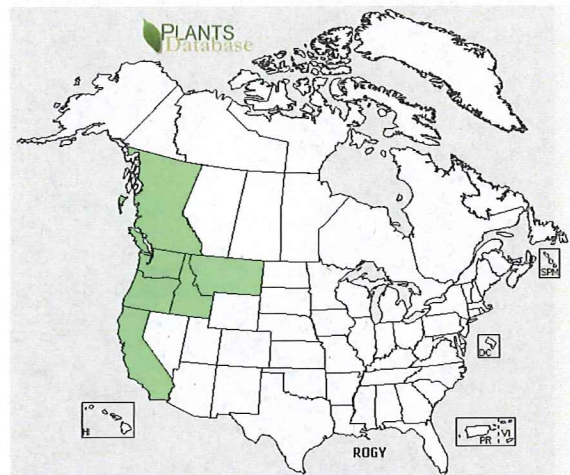 PLANTS
Database
SPM
DC
HI
PR VI
ROGY